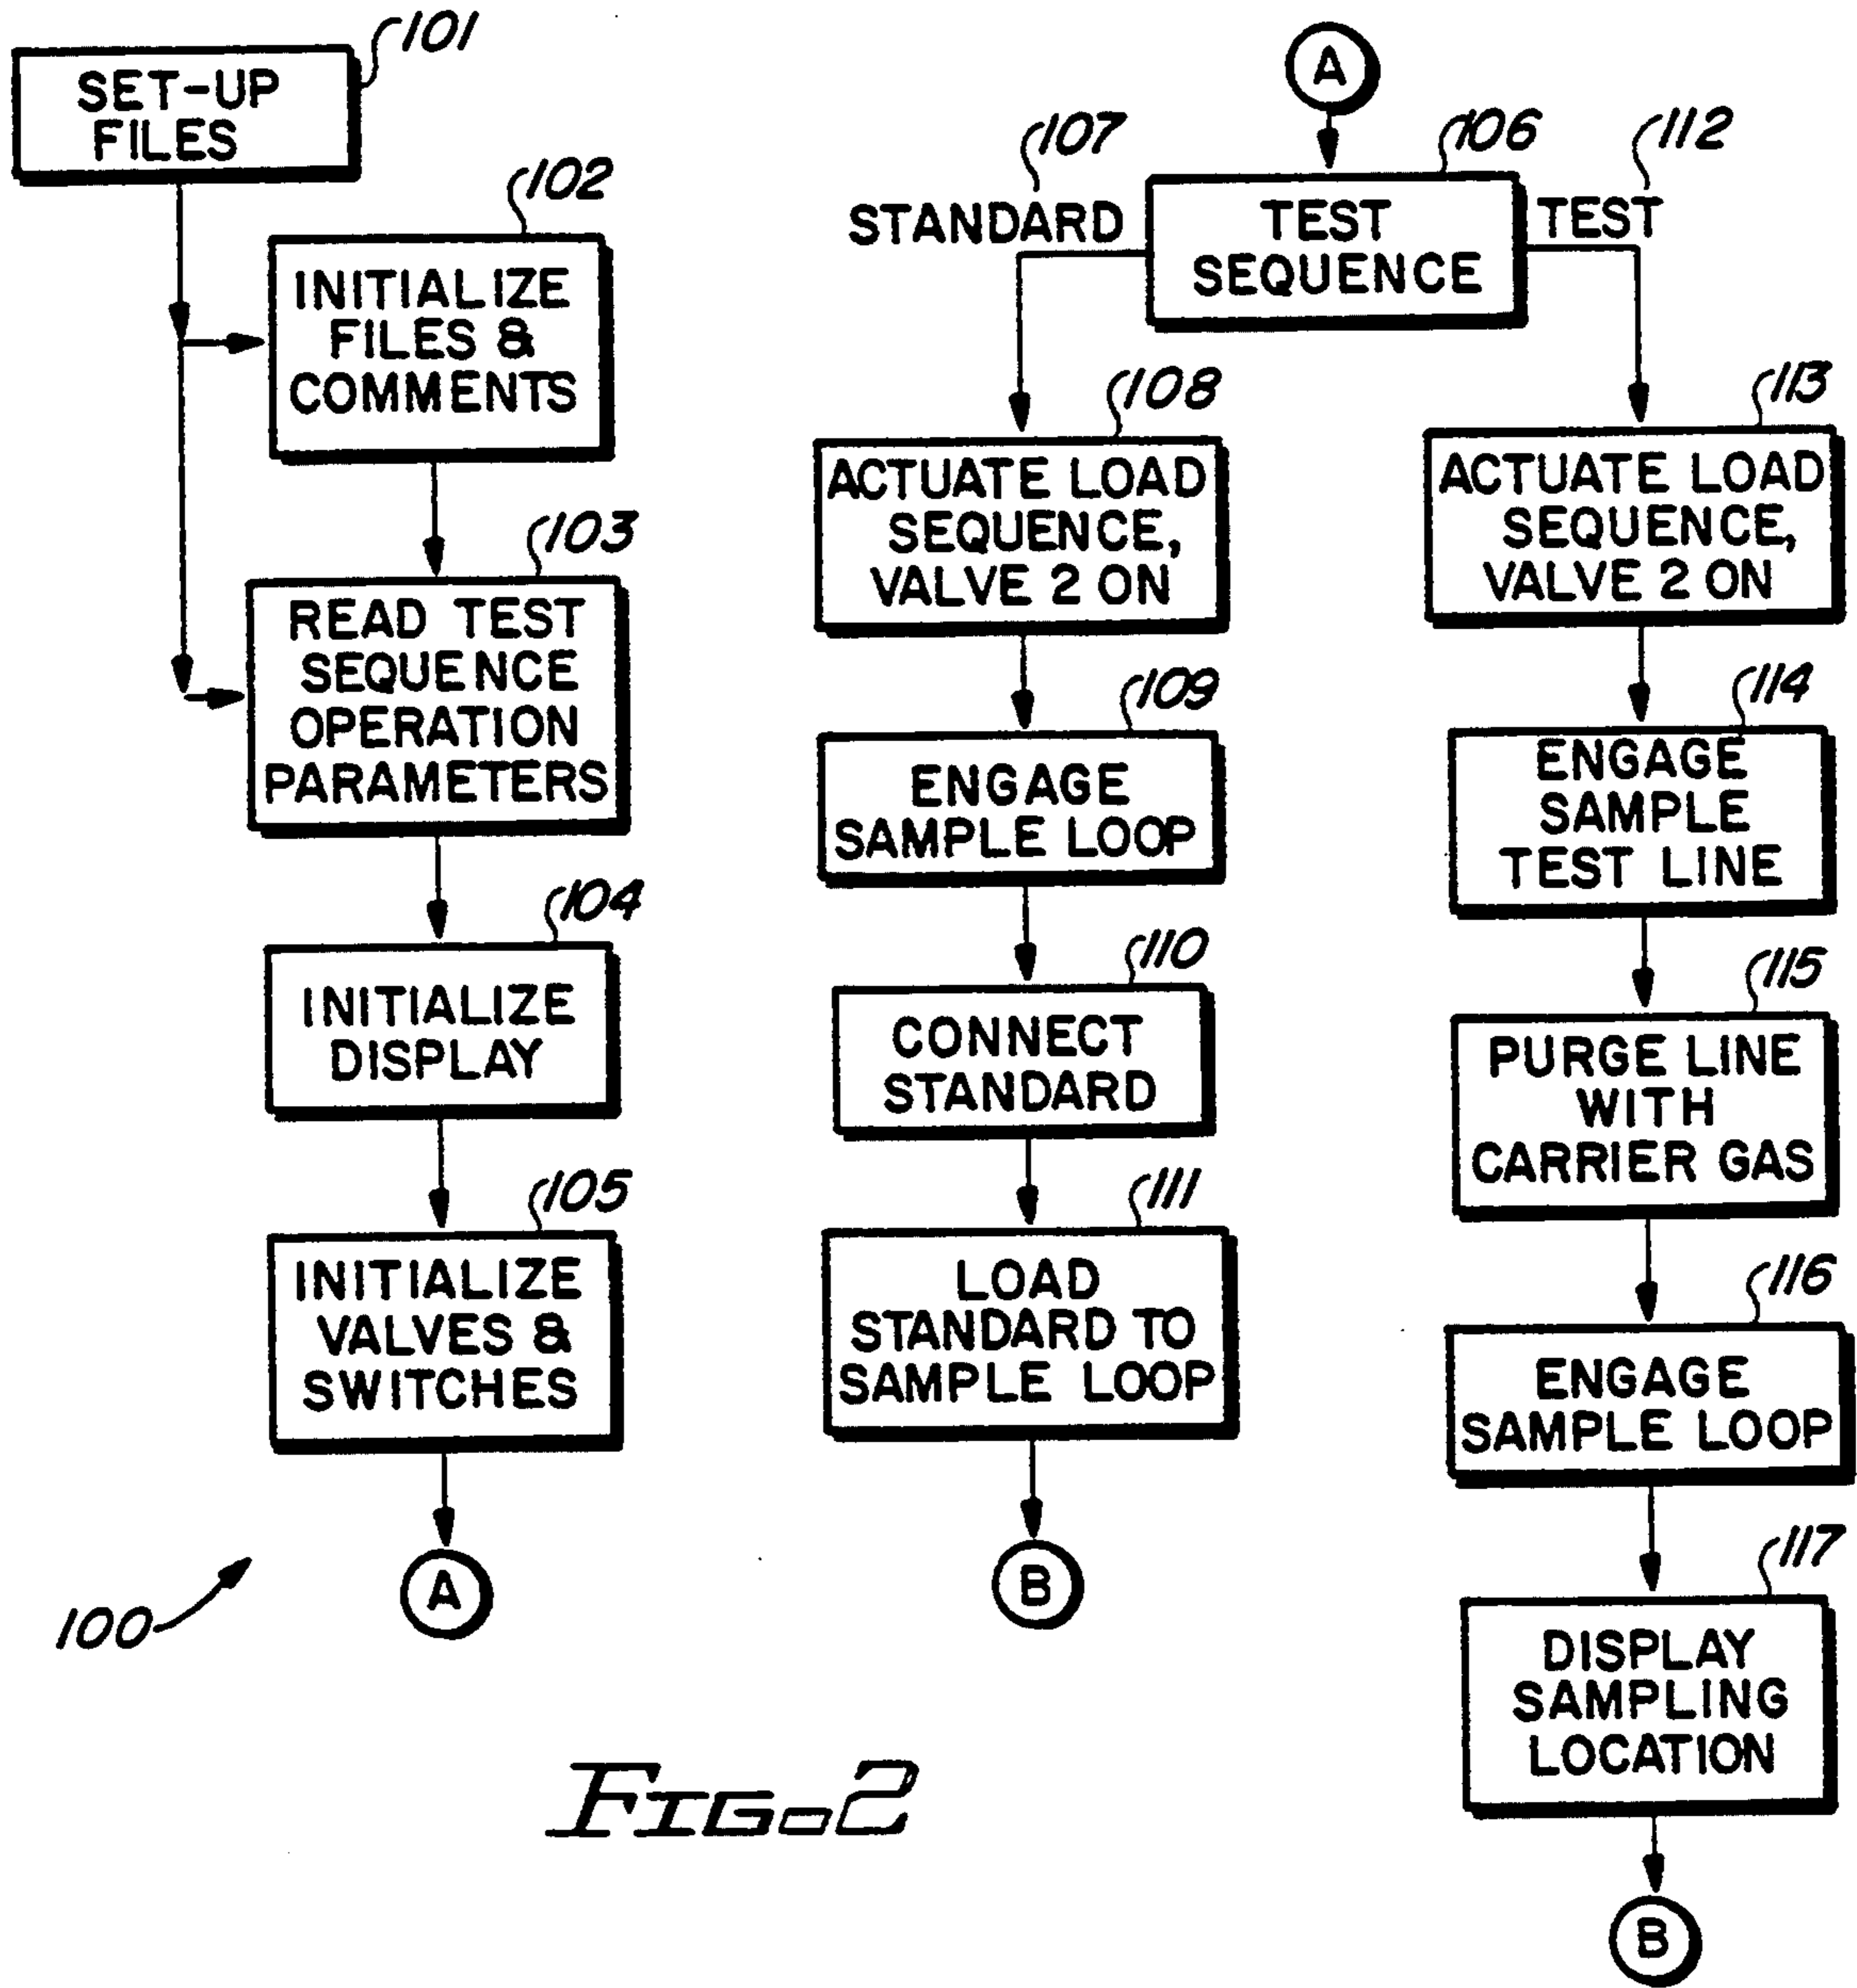 101
SET-UP
FILES
102
INITIALIZE
FILES &
COMMENTS
103
READ TEST
SEQUENCE
OPERATION
PARAMETERS
104
INITIALIZE
DISPLAY
105
INITIALIZE
VALVES &
SWITCHES
A
100
A
107
106
112
STANDARD
TEST
SEQUENCE
TEST
108
ACTUATE LOAD
SEQUENCE,
VALVE 2 ON
109
ENGAGE
SAMPLE LOOP
110
CONNECT
STANDARD
111
LOAD
STANDARD TO
SAMPLE LOOP
B
113
ACTUATE LOAD
SEQUENCE,
VALVE 2 ON
114
ENGAGE
SAMPLE
TEST LINE
115
PURGE LINE
WITH
CARRIER GAS
116
ENGAGE
SAMPLE LOOP
117
DISPLAY
SAMPLING
LOCATION
B
FIG. 2